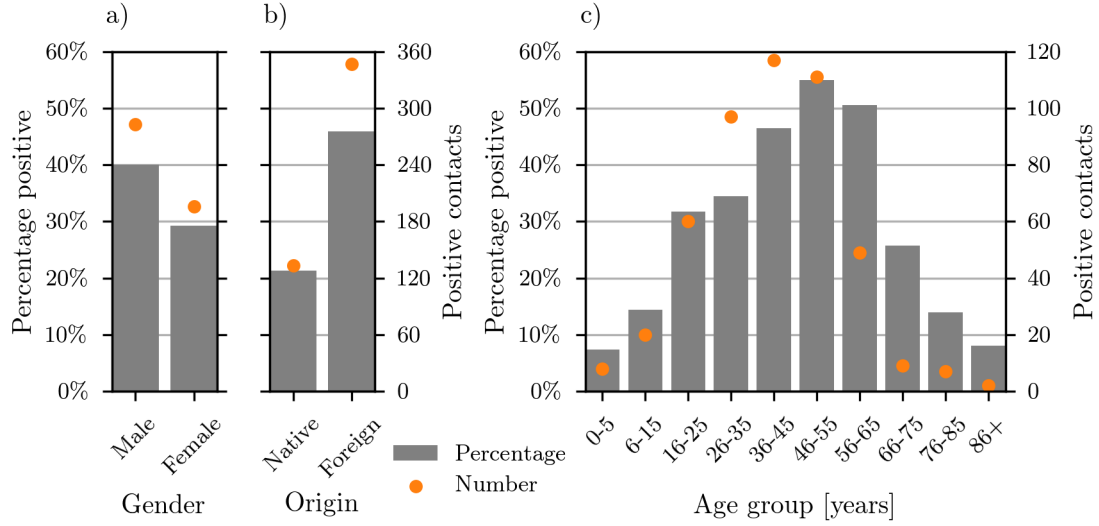 a)
b)
c)
Percentage positive
60%
50%
40%
30%
20%
10%
0%
Male
Female
Gender
360
300
240
180
120
60
0
Positive contacts
Native
Foreign
Origin
Percentage
Number
Percentage positive
60%
50%
40%
30%
20%
10%
0%
120
100
80
60
40
20
0
Positive contacts
0-5
6-15
16-25
26-35
36-45
46-55
56-65
66-75
76-85
86+
Age group [years]